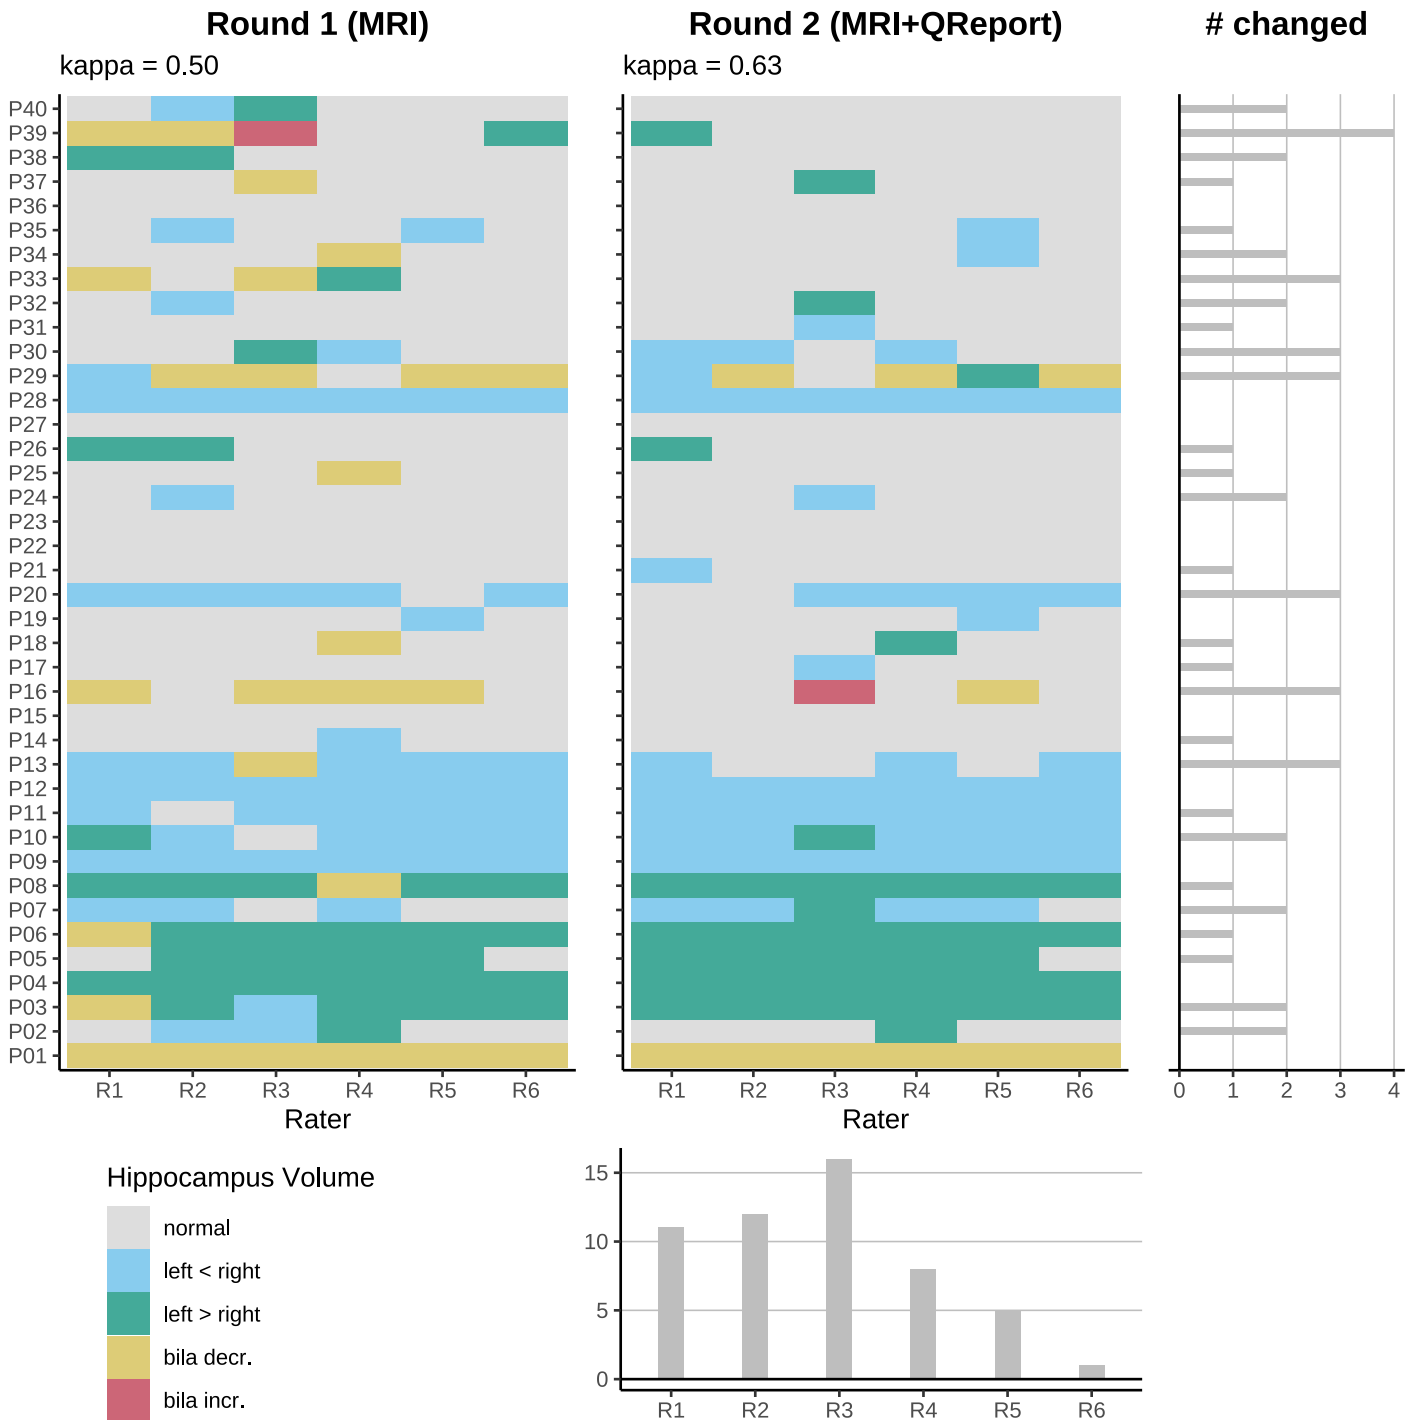 Round 1 (MRI)
Round 2 (MRI+QReport)
# changed
kappa = 0.50
kappa = 0.63
P40
P39
P38
P37
P36
P35
P34
P33
P32
P31
P30
P29
P28
P27
P26
P25
P24
P23
P22
P21
P20
P19
P18
P17
P16
P15
P14
P13
P12
P11
P10
P09
P08
P07
P06
P05
P04
P03
P02
P01
R1 R2 R3 R4 R5 R6
R1 R2 R3 R4 R5 R6
0 1 2 3 4
Rater
Rater
Hippocampus Volume
normal
left < right
left > right
bila decr.
bila incr.
15
10
5
0
R1 R2 R3 R4 R5 R6